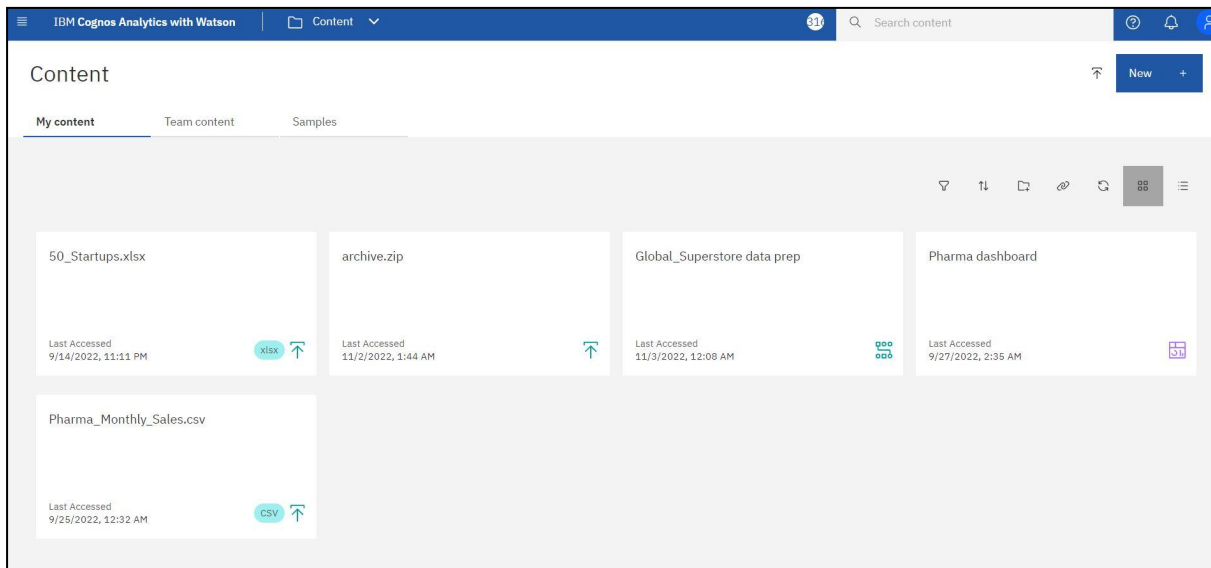 IBM Cognos Analytics with Watson
Content
Search content
Content
New +
My content
Team content
Samples
50_Startups.xlsx
Last Accessed
9/14/2022, 11:11 PM
xlsx
archive.zip
Last Accessed
11/2/2022, 1:44 AM
Global_Superstore data prep
Last Accessed
11/3/2022, 12:08 AM
Pharma dashboard
Last Accessed
9/27/2022, 2:35 AM
Pharma_Monthly_Sales.csv
Last Accessed
9/25/2022, 12:32 AM
CSV